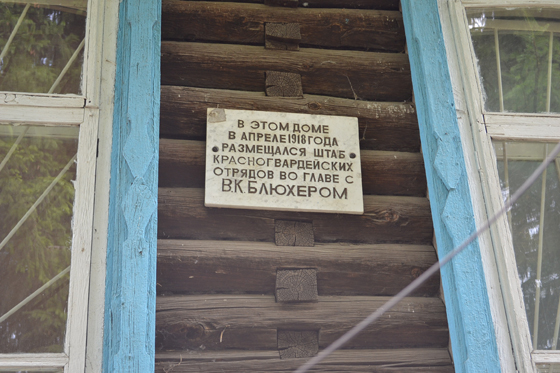 В ЭТОМ ДОМЕ
В АПРЕЛЕ 1918 ГОДА
РАЗМЕЩАЛСЯ ШТАБ
КРАСНОГВАРДЕЙСКИХ
ОТРЯДОВ ВО ГЛАВЕ С
В.К. БЛЮХЕРОМ